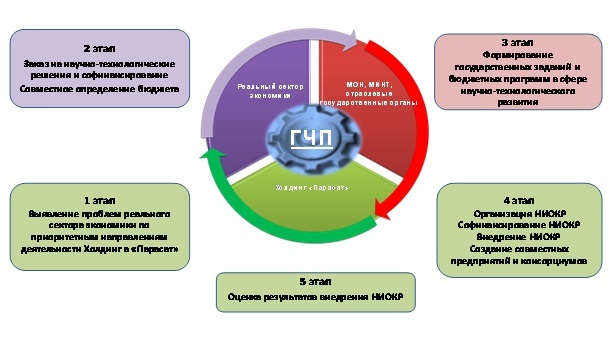 2 этап
Заказ на научно-технологические
решения и софинансирование
Совместное определение бюджета
3 этап
Формирование
государственных заданий и
бюджетных программ в сфере
научно-технологического
развития
Реальный сектор
экономики
МОН, МИНТ,
отраслевые
государственные органы
ГЧП
Холдинг «Парасат»
1 этап
Выявление проблем реального
сектора экономики по
приоритетным направлениям
деятельности Холдинг а «Парасат»
4 этап
Организация НИОКР
Софинансирование НИОКР
Внедрение НИОКР
Создание совместных
предприятий и консорциумов
5 этап
Оценка результатов внедрения НИОКР